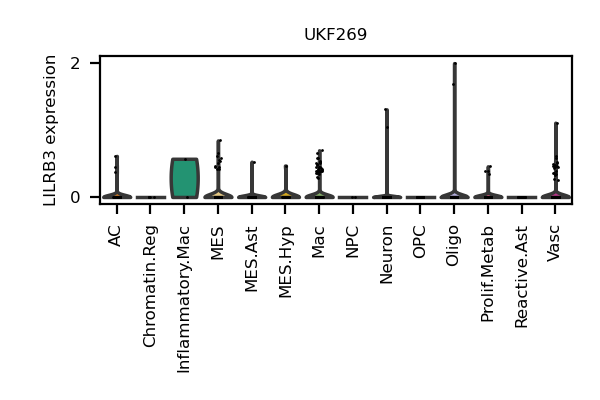 UKF269
LILRB3 expression
2
0
AC
Chromatin.Reg
Inflammatory.Mac
MES
MES.Ast
MES.Hyp
Mac
NPC
Neuron
OPC
Oligo
Prolif.Metab
Reactive.Ast
Vasc